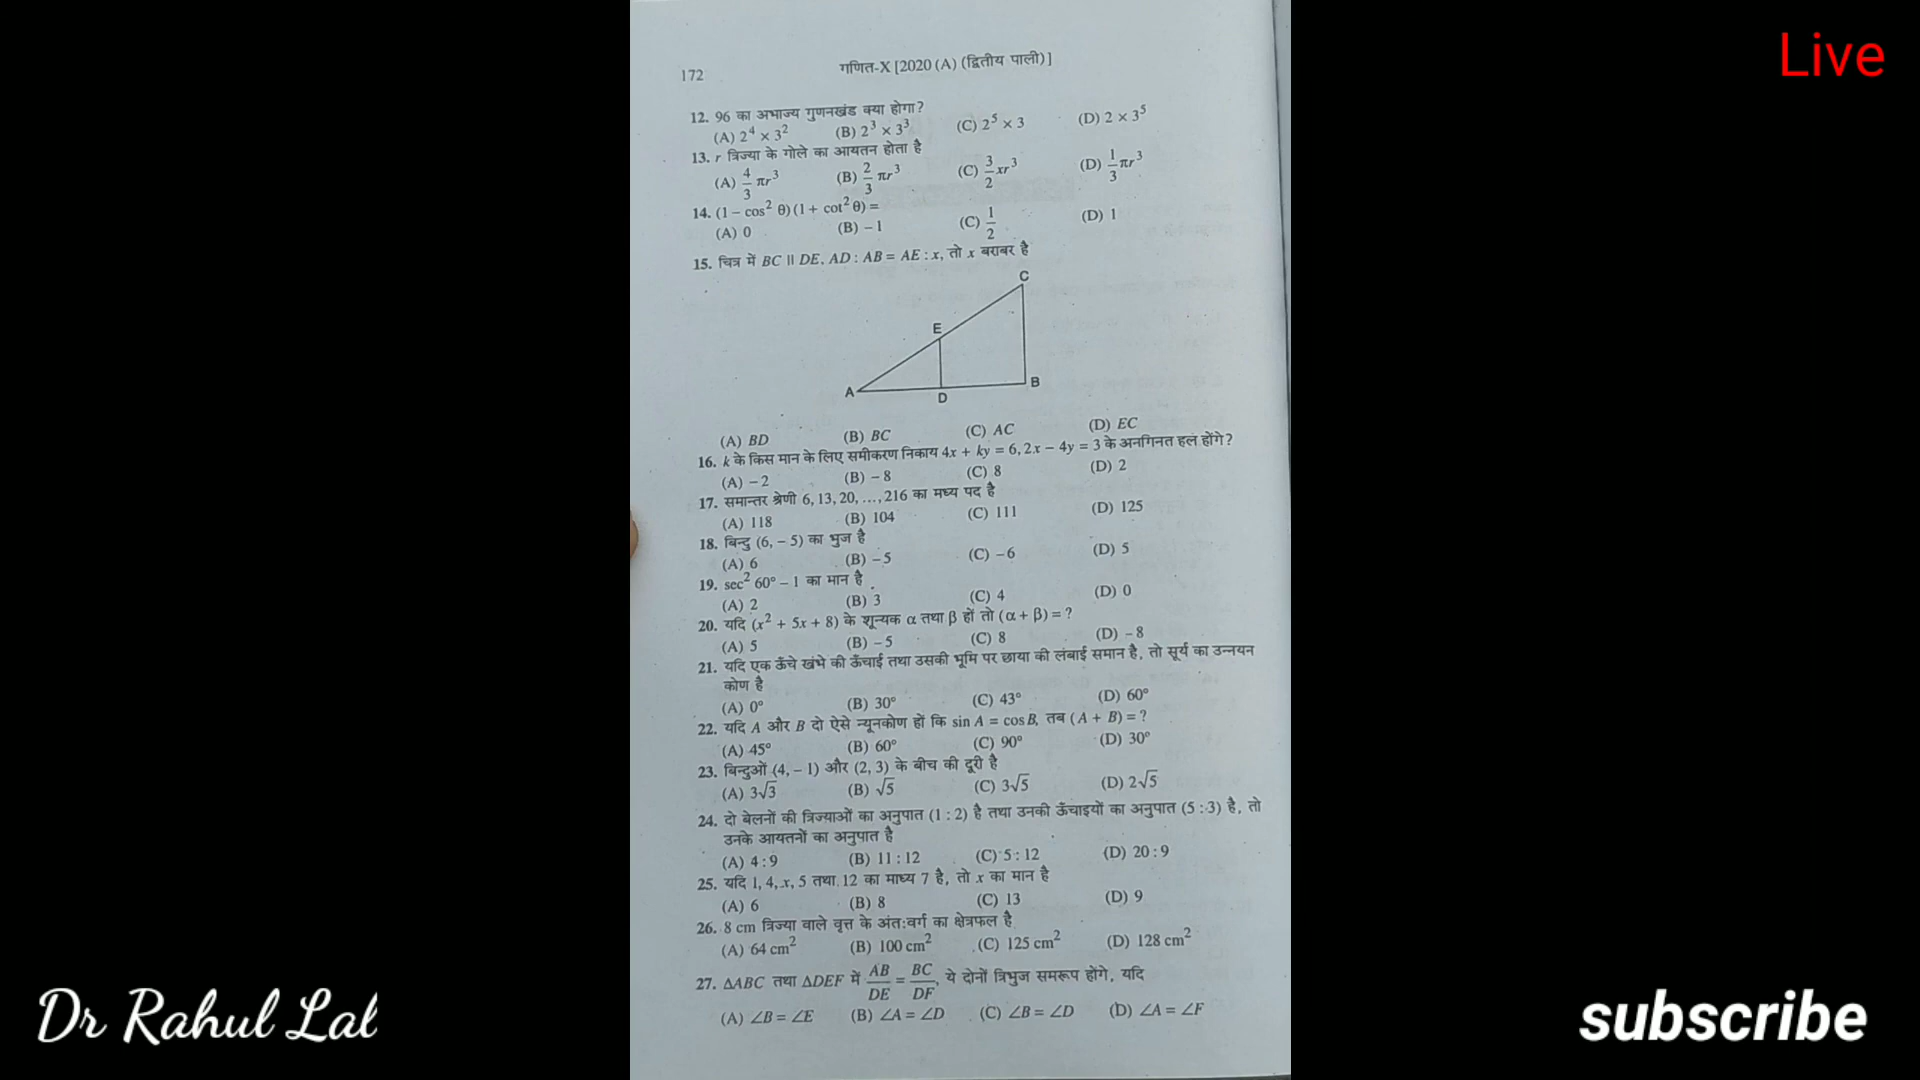 Live
172
गणित-X [2020 (A) (द्वितीय पाली)]
12. 96 का अभाज्य गुणनखंड क्या होगा?
(A) 2⁴ × 3² (B) 2³ × 3³ (C) 2⁵ × 3 (D) 2 × 3⁵
13. r त्रिज्या के गोले का आयतन होता है
(A) 4/3 πr³ (B) 2/3 πr³ (C) 3/2 xr³ (D) 1/3 πr³
14. (1 − cos² θ) (1 + cot² θ) =
(A) 0 (B) − 1 (C) 1/2 (D) 1
15. चित्र में BC || DE, AD : AB = AE : x, तो x बराबर है
C
E
A
D
B
(A) BD (B) BC (C) AC (D) EC
16. k के किस मान के लिए समीकरण निकाय 4x + ky = 6, 2x − 4y = 3 के अनगिनत हल होंगे?
(A) − 2 (B) − 8 (C) 8 (D) 2
17. समान्तर श्रेणी 6, 13, 20, ..., 216 का मध्य पद है
(A) 118 (B) 104 (C) 111 (D) 125
18. बिन्दु (6, − 5) का भुज है
(A) 6 (B) − 5 (C) − 6 (D) 5
19. sec² 60° − 1 का मान है
(A) 2 (B) 3 (C) 4 (D) 0
20. यदि (x² + 5x + 8) के शून्यक α तथा β हों तो (α + β) = ?
(A) 5 (B) − 5 (C) 8 (D) − 8
21. यदि एक ऊँचे खंभे की ऊँचाई तथा उसकी भूमि पर छाया की लंबाई समान है, तो सूर्य का उन्नयन
कोण है
(A) 0° (B) 30° (C) 43° (D) 60°
22. यदि A और B दो ऐसे न्यूनकोण हों कि sin A = cos B, तब (A + B) = ?
(A) 45° (B) 60° (C) 90° (D) 30°
23. बिन्दुओं (4, − 1) और (2, 3) के बीच की दूरी है
(A) 3√3 (B) √5 (C) 3√5 (D) 2√5
24. दो बेलनों की त्रिज्याओं का अनुपात (1 : 2) है तथा उनकी ऊँचाइयों का अनुपात (5 : 3) है, तो
उनके आयतनों का अनुपात है
(A) 4 : 9 (B) 11 : 12 (C) 5 : 12 (D) 20 : 9
25. यदि 1, 4, x, 5 तथा 12 का माध्य 7 है, तो x का मान है
(A) 6 (B) 8 (C) 13 (D) 9
26. 8 cm त्रिज्या वाले वृत्त के अंत:वर्ग का क्षेत्रफल है
(A) 64 cm² (B) 100 cm² (C) 125 cm² (D) 128 cm²
27. ΔABC तथा ΔDEF में AB/DE = BC/DF, ये दोनों त्रिभुज समरूप होंगे, यदि
(A) ∠B = ∠E (B) ∠A = ∠D (C) ∠B = ∠D (D) ∠A = ∠F
Dr Rahul Lal
subscribe